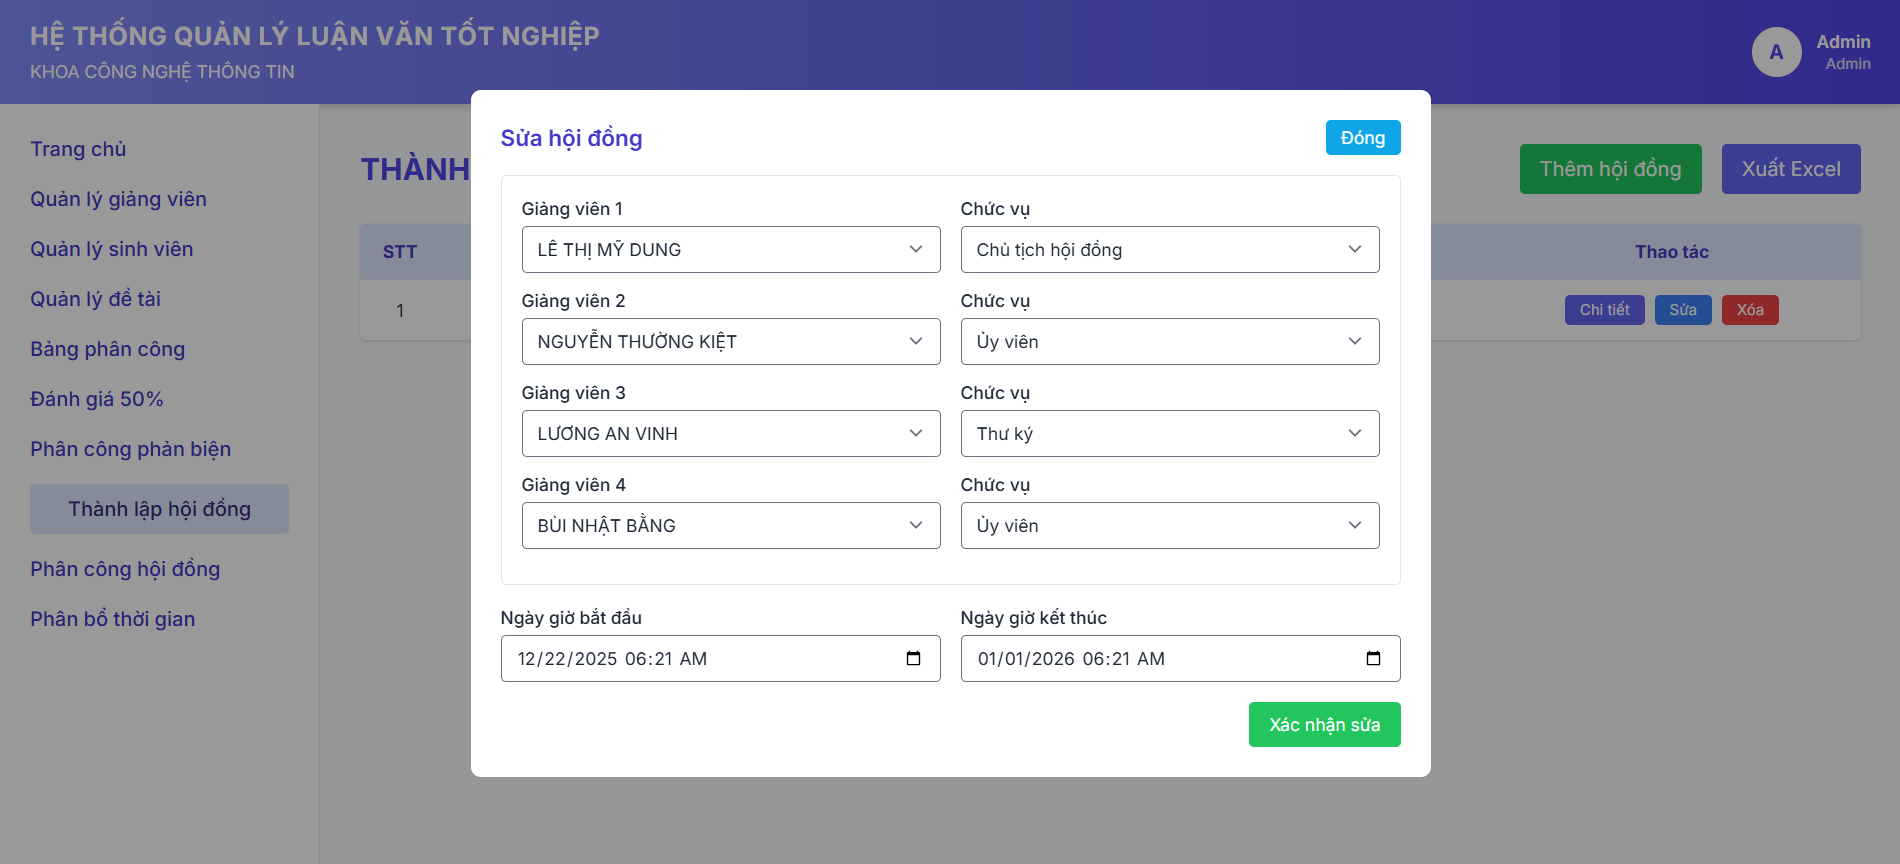 HỆ THỐNG QUẢN LÝ LUẬN VĂN TỐT NGHIỆP
KHOA CÔNG NGHỆ THÔNG TIN
A
Admin
Admin
Trang chủ
Quản lý giảng viên
Quản lý sinh viên
Quản lý đề tài
Bảng phân công
Đánh giá 50%
Phân công phản biện
Thành lập hội đồng
Phân công hội đồng
Phân bổ thời gian
THÀNH
Thêm hội đồng
Xuất Excel
STT
Thao tác
1
Chi tiết
Sửa
Xóa
Sửa hội đồng
Đóng
Giảng viên 1
Chức vụ
LÊ THỊ MỸ DUNG
Chủ tịch hội đồng
Giảng viên 2
Chức vụ
NGUYỄN THƯỜNG KIỆT
Ủy viên
Giảng viên 3
Chức vụ
LƯƠNG AN VINH
Thư ký
Giảng viên 4
Chức vụ
BÙI NHẬT BẰNG
Ủy viên
Ngày giờ bắt đầu
Ngày giờ kết thúc
12/22/2025 06:21 AM
01/01/2026 06:21 AM
Xác nhận sửa